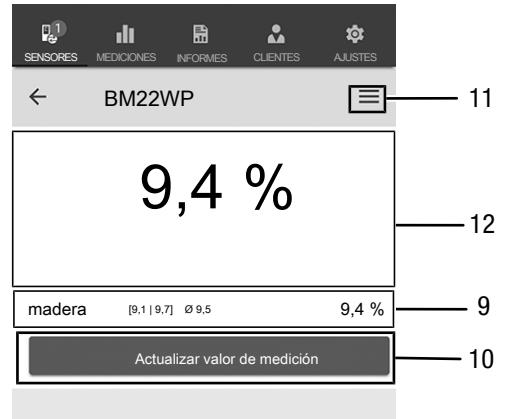 1
SENSORES MEDICIONES INFORMES CLIENTES AJUSTES
BM22WP
11
9,4 %
12
madera [9,1 | 9,7] Ø 9,5 9,4 %
9
Actualizar valor de medición
10